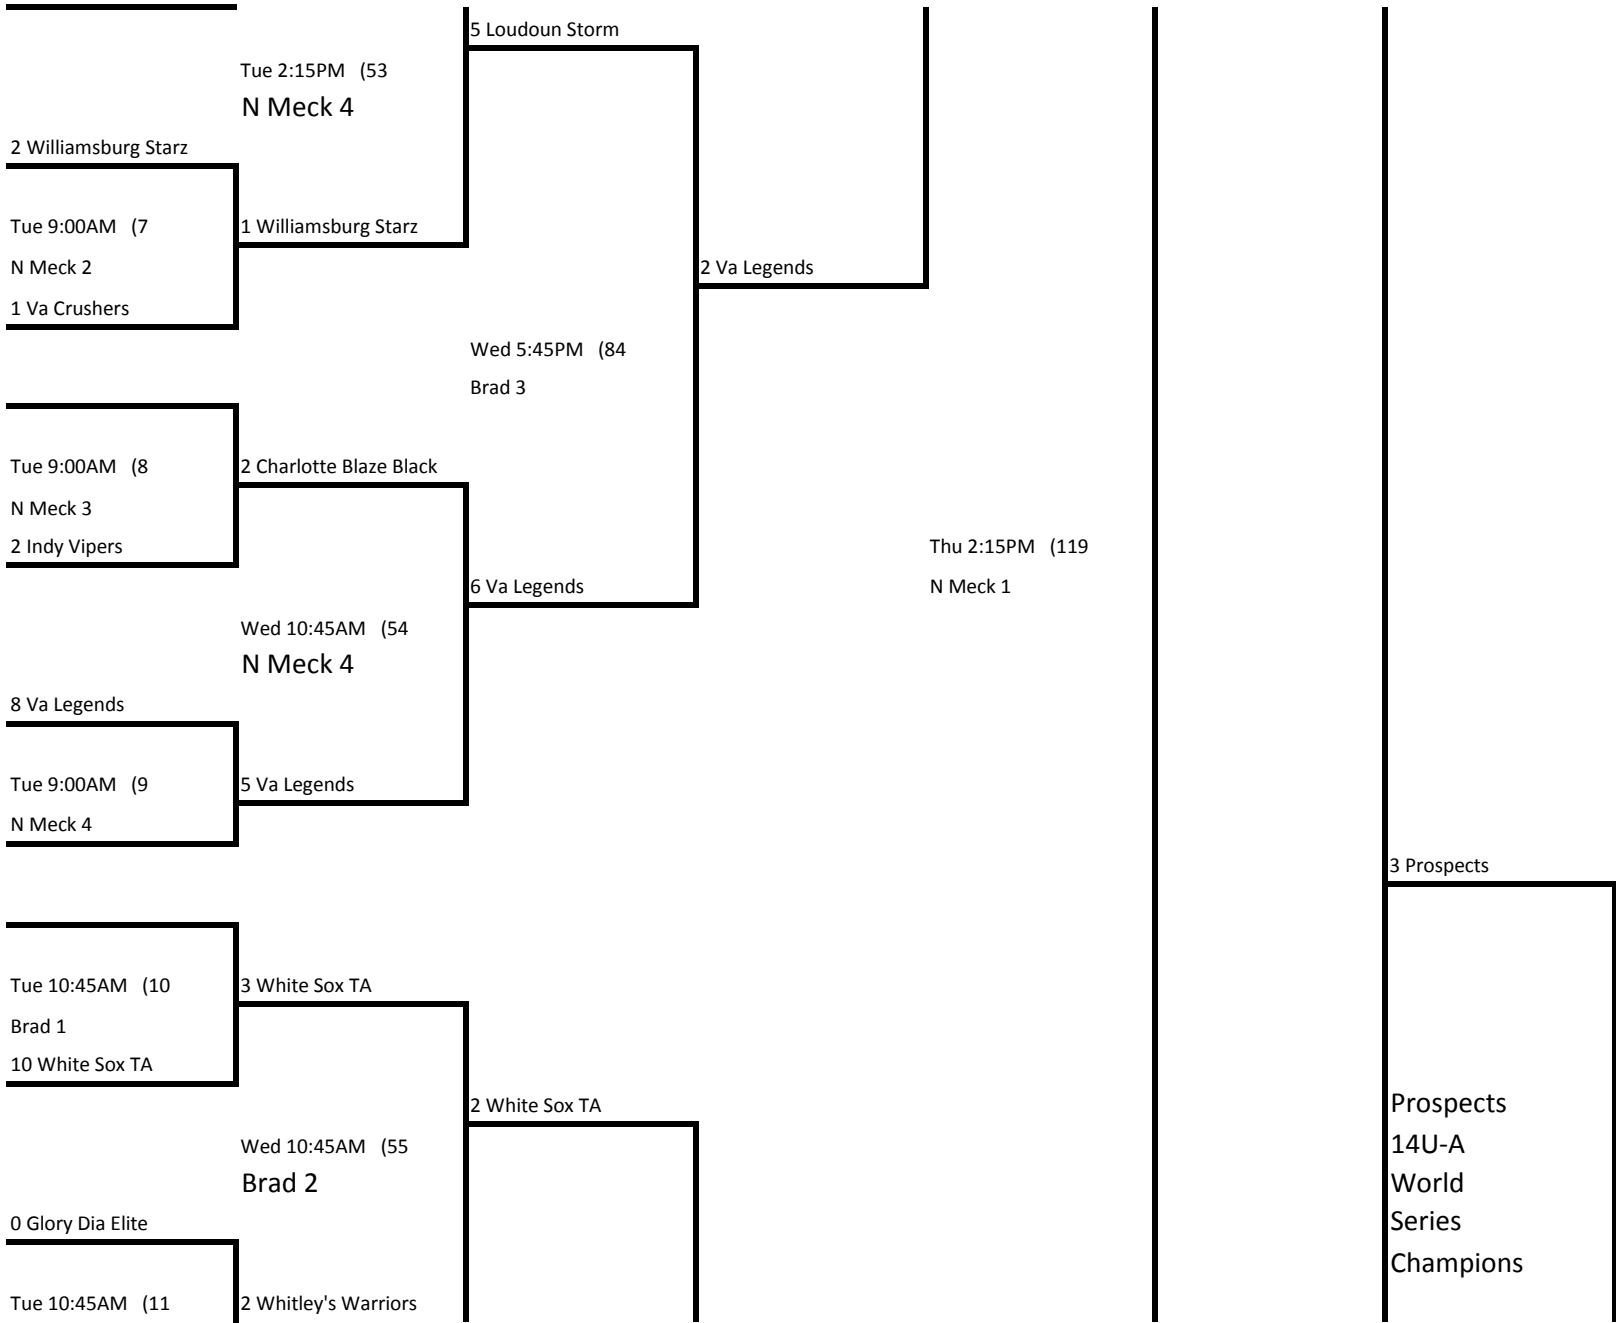 5 Loudoun Storm
Tue 2:15PM (53
N Meck 4
2 Williamsburg Starz
Tue 9:00AM (7
1 Williamsburg Starz
N Meck 2
2 Va Legends
1 Va Crushers
Wed 5:45PM (84
Brad 3
Tue 9:00AM (8
2 Charlotte Blaze Black
N Meck 3
2 Indy Vipers
Thu 2:15PM (119
6 Va Legends
N Meck 1
Wed 10:45AM (54
N Meck 4
8 Va Legends
Tue 9:00AM (9
5 Va Legends
N Meck 4
3 Prospects
Tue 10:45AM (10
3 White Sox TA
Brad 1
10 White Sox TA
2 White Sox TA
Prospects
14U-A
World
Series
Champions
Wed 10:45AM (55
Brad 2
0 Glory Dia Elite
Tue 10:45AM (11
2 Whitley's Warriors